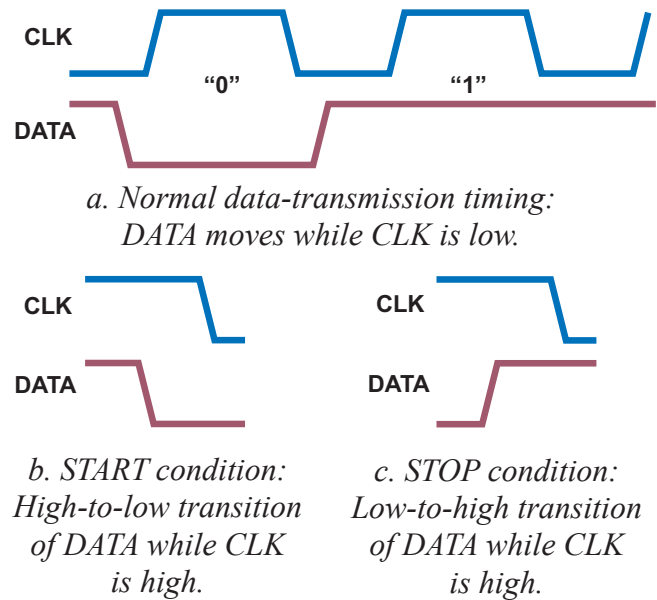 CLK
“0”
“1”
DATA
a. Normal data-transmission timing:
DATA moves while CLK is low.
CLK
DATA
b. START condition:
High-to-low transition
of DATA while CLK
is high.
CLK
DATA
c. STOP condition:
Low-to-high transition
of DATA while CLK
is high.